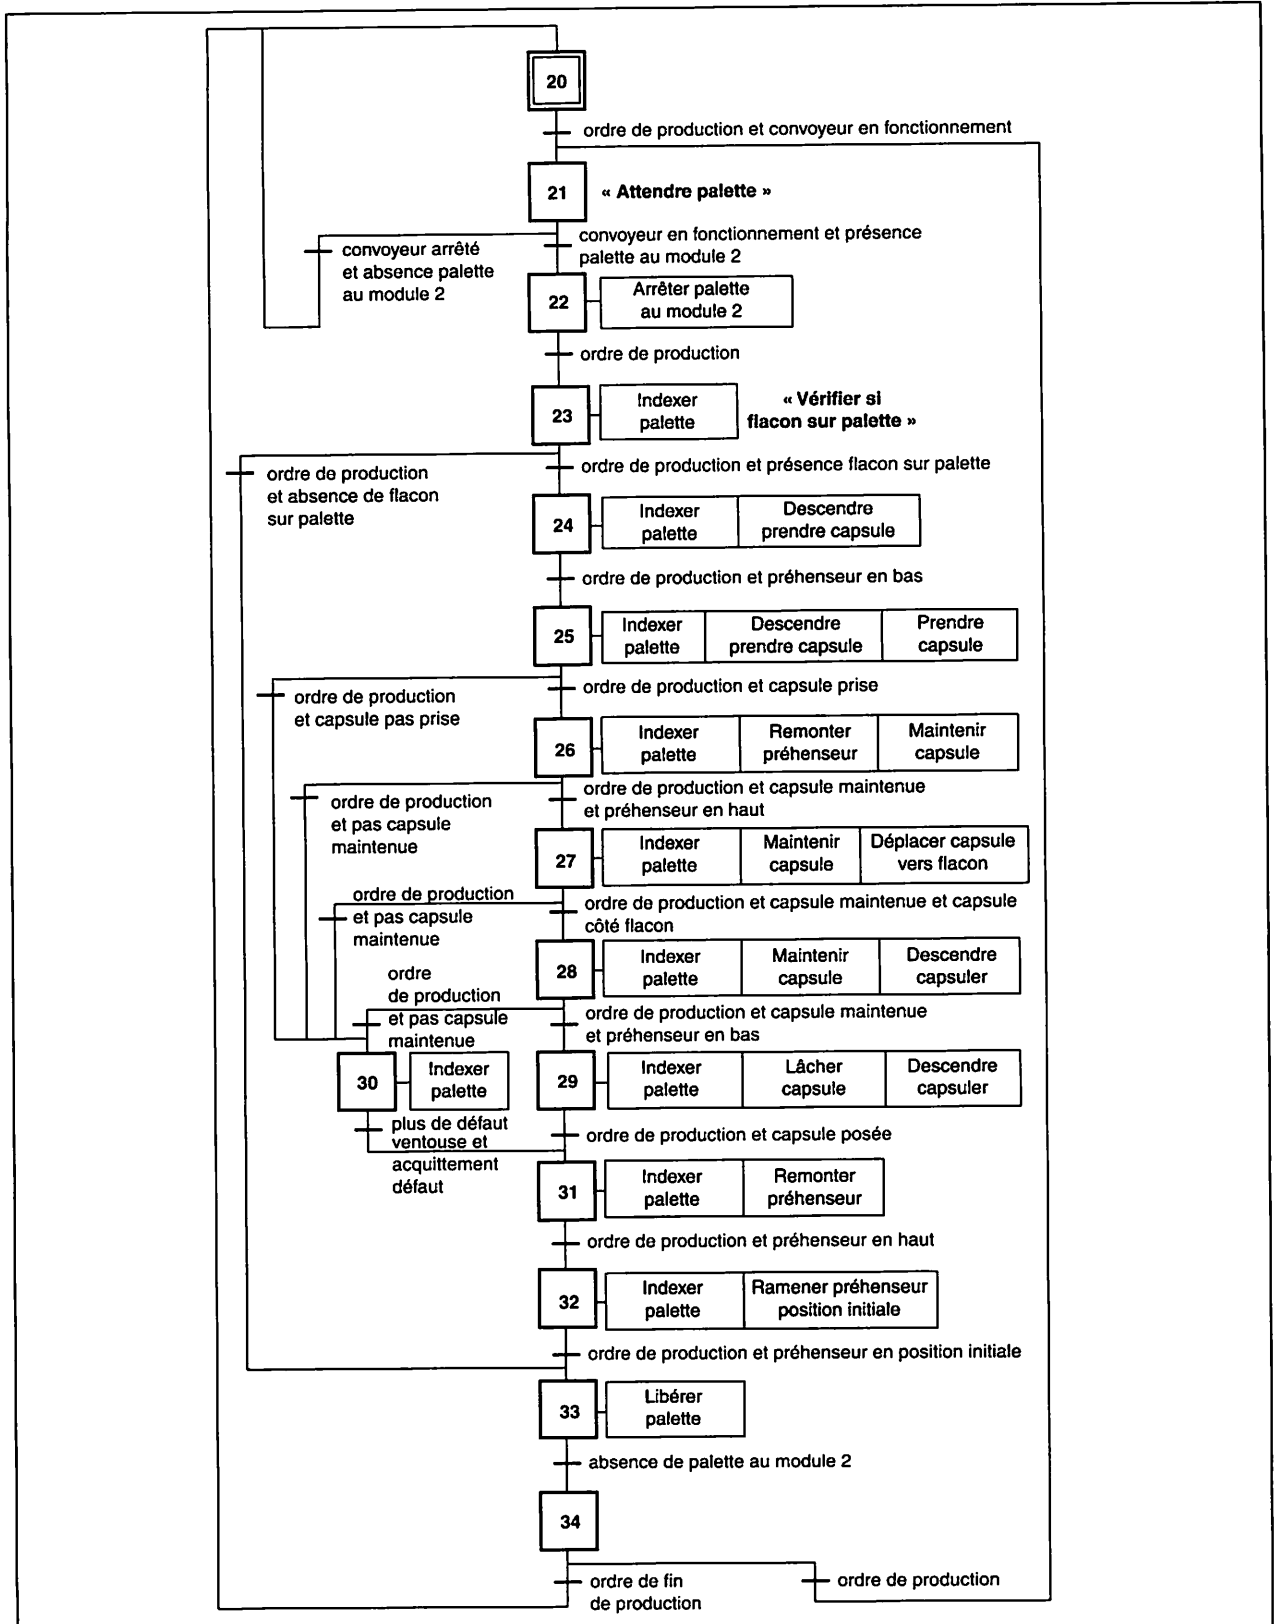 20
ordre de production et convoyeur en fonctionnement
21
« Attendre palette »
convoyeur arrêté
et absence palette
au module 2
convoyeur en fonctionnement et présence
palette au module 2
22
Arrêter palette
au module 2
ordre de production
23
Indexer
palette
« Vérifier si
flacon sur palette »
ordre de production
et absence de flacon
sur palette
ordre de production et présence flacon sur palette
24
Indexer
palette
Descendre
prendre capsule
ordre de production et préhenseur en bas
25
Indexer
palette
Descendre
prendre capsule
Prendre
capsule
ordre de production
et capsule pas prise
ordre de production et capsule prise
26
Indexer
palette
Remonter
préhenseur
Maintenir
capsule
ordre de production
et pas capsule
maintenue
ordre de production et capsule maintenue
et préhenseur en haut
27
Indexer
palette
Maintenir
capsule
Déplacer capsule
vers flacon
ordre de production
et pas capsule
maintenue
ordre de production et capsule maintenue et capsule
côté flacon
28
Indexer
palette
Maintenir
capsule
Descendre
capsuler
ordre
de production
et pas capsule
maintenue
ordre de production et capsule maintenue
et préhenseur en bas
30
Indexer
palette
29
Indexer
palette
Lâcher
capsule
Descendre
capsuler
plus de défaut
ventouse et
acquittement
défaut
ordre de production et capsule posée
31
Indexer
palette
Remonter
préhenseur
ordre de production et préhenseur en haut
32
Indexer
palette
Ramener préhenseur
position initiale
ordre de production et préhenseur en position initiale
33
Libérer
palette
absence de palette au module 2
34
ordre de fin
de production
ordre de production